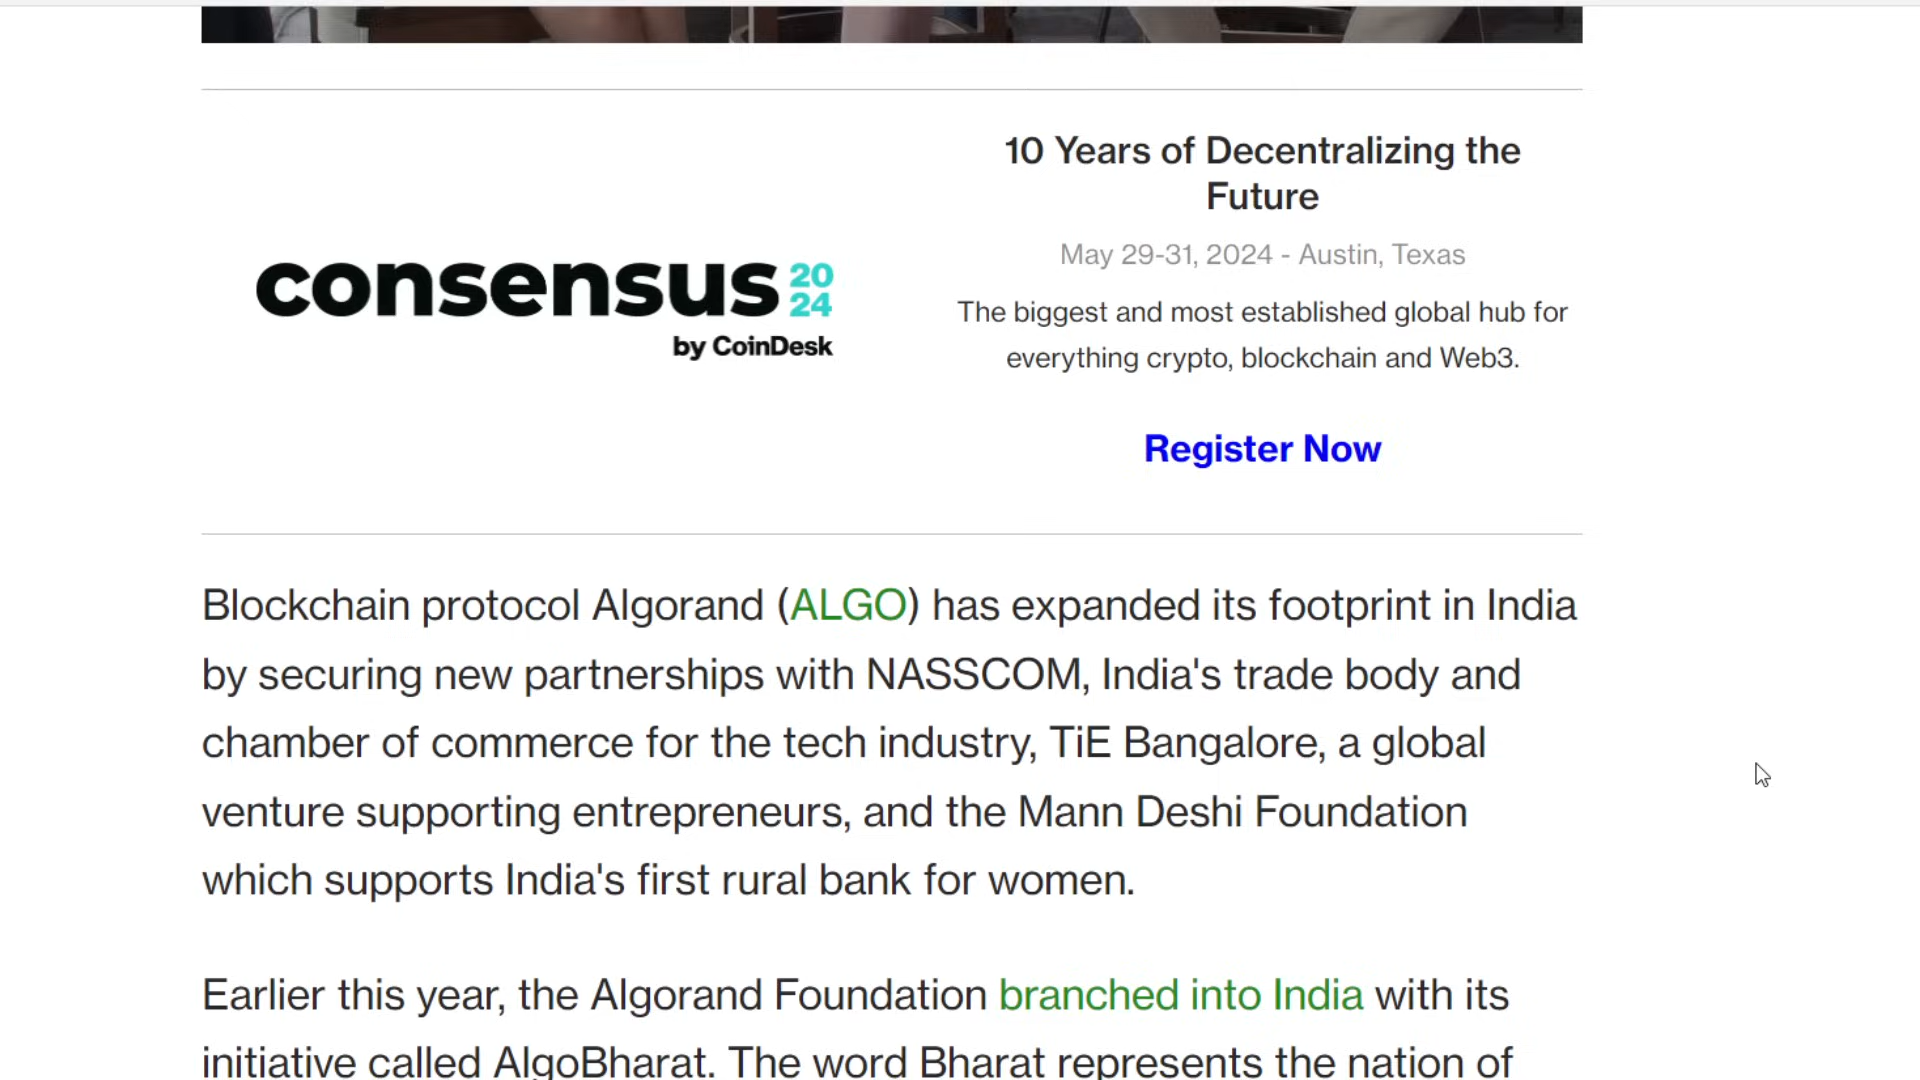 consensus 20
24
by CoinDesk
10 Years of Decentralizing the
Future
May 29-31, 2024 - Austin, Texas
The biggest and most established global hub for
everything crypto, blockchain and Web3.
Register Now
Blockchain protocol Algorand (ALGO) has expanded its footprint in India
by securing new partnerships with NASSCOM, India's trade body and
chamber of commerce for the tech industry, TiE Bangalore, a global
venture supporting entrepreneurs, and the Mann Deshi Foundation
which supports India's first rural bank for women.
Earlier this year, the Algorand Foundation branched into India with its
initiative called AlgoBharat. The word Bharat represents the nation of